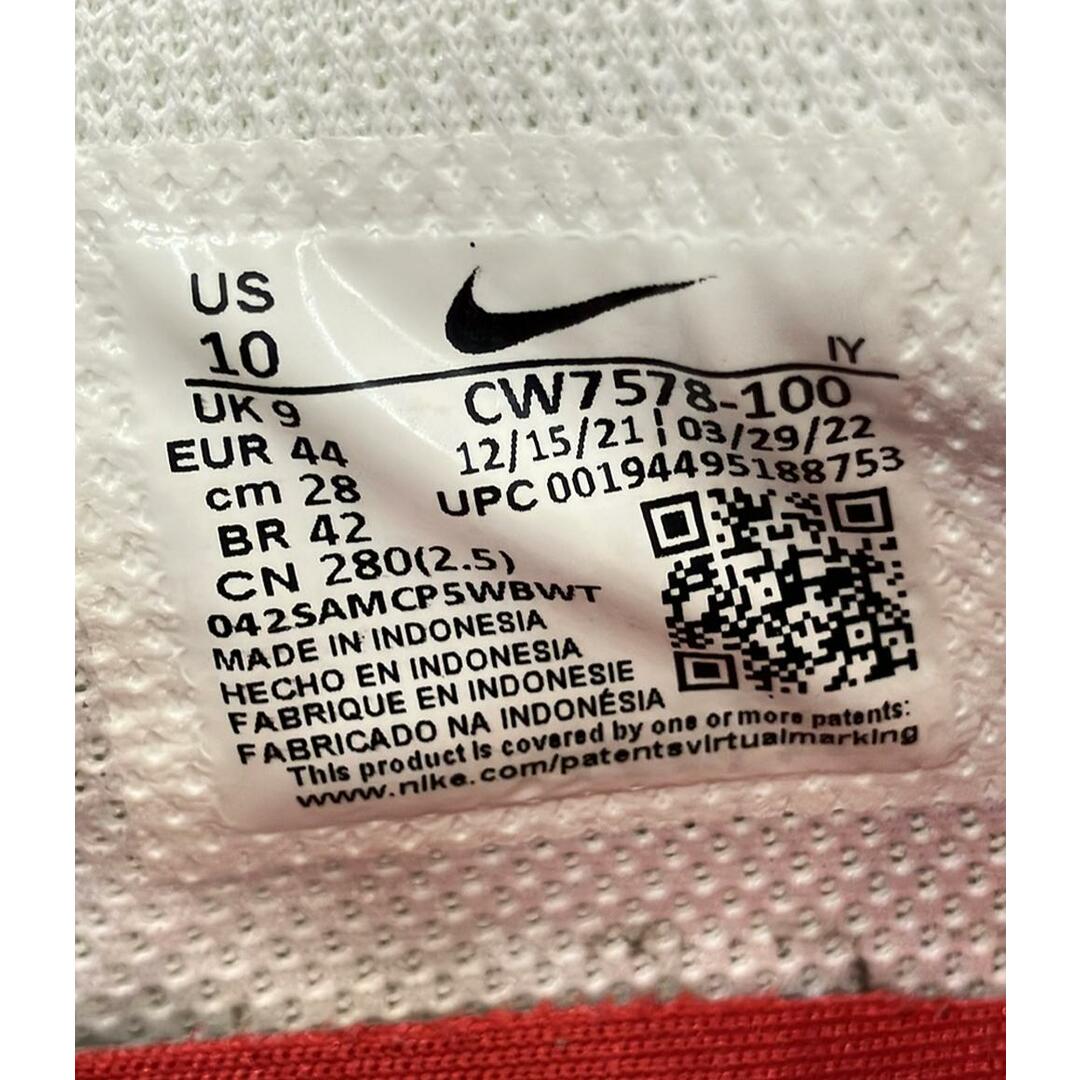 US
10
IY
UK 9
CW7578-100
EUR 44
12/15/21 | 03/29/22
cm 28
UPC 00194495188753
BR 42
CN 280(2.5)
042SAMCP5WBWT
MADE IN INDONESIA
HECHO EN INDONESIA
FABRIQUE EN INDONESIE
FABRICADO NA INDONÉSIA
This product is covered by one or more patents:
www.nike.com/patentsvirtualmarking